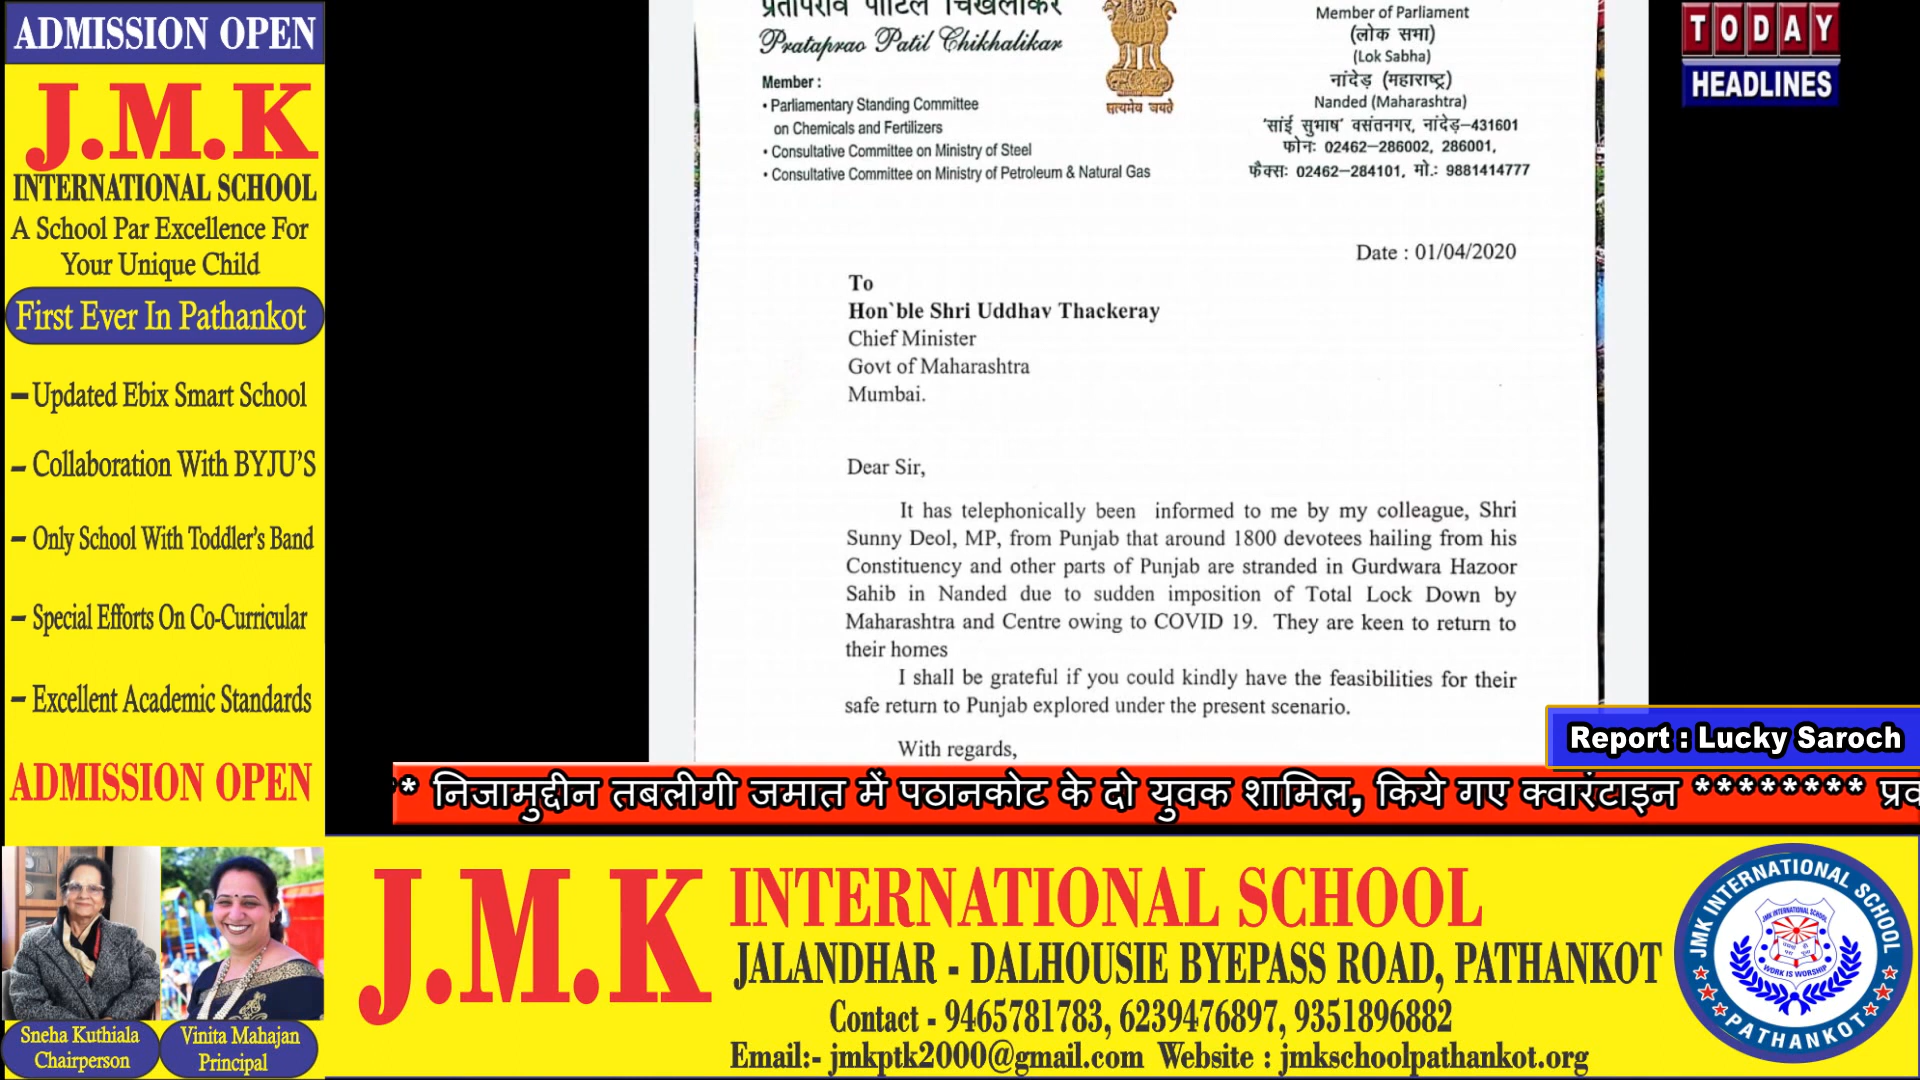 ADMISSION OPEN
J.M.K
INTERNATIONAL SCHOOL
A School Par Excellence For
Your Unique Child
First Ever In Pathankot
– Updated Ebix Smart School
– Collaboration With BYJU'S
– Only School With Toddler's Band
– Special Efforts On Co-Curricular
– Excellent Academic Standards
ADMISSION OPEN
Sneha Kuthiala
Chairperson
Vinita Mahajan
Principal
प्रतापराव पाटिल चिखलीकर
Prataprao Patil Chikhalikar
Member :
• Parliamentary Standing Committee
on Chemicals and Fertilizers
• Consultative Committee on Ministry of Steel
• Consultative Committee on Ministry of Petroleum & Natural Gas
सत्यमेव जयते
Member of Parliament
(लोक सभा)
(Lok Sabha)
नांदेड़ (महाराष्ट्र)
Nanded (Maharashtra)
'साई सुभाष' वसंतनगर, नांदेड़–431601
फोनः 02462–286002, 286001,
फैक्सः 02462–284101, मो.: 9881414777
Date : 01/04/2020
To
Hon`ble Shri Uddhav Thackeray
Chief Minister
Govt of Maharashtra
Mumbai.
Dear Sir,
It has telephonically been informed to me by my colleague, Shri
Sunny Deol, MP, from Punjab that around 1800 devotees hailing from his
Constituency and other parts of Punjab are stranded in Gurdwara Hazoor
Sahib in Nanded due to sudden imposition of Total Lock Down by
Maharashtra and Centre owing to COVID 19. They are keen to return to
their homes
I shall be grateful if you could kindly have the feasibilities for their
safe return to Punjab explored under the present scenario.
With regards,
TODAY
HEADLINES
Report : Lucky Saroch
** निजामुद्दीन तबलीगी जमात में पठानकोट के दो युवक शामिल, किये गए क्वारंटाइन ******** प्रव
J.M.K INTERNATIONAL SCHOOL
JALANDHAR - DALHOUSIE BYEPASS ROAD, PATHANKOT
Contact - 9465781783, 6239476897, 9351896882
Email:- jmkptk2000@gmail.com Website : jmkschoolpathankot.org
JMK INTERNATIONAL SCHOOL
JMK INTERNATIONAL SCHOOL
WORK IS WORSHIP
PATHANKOT